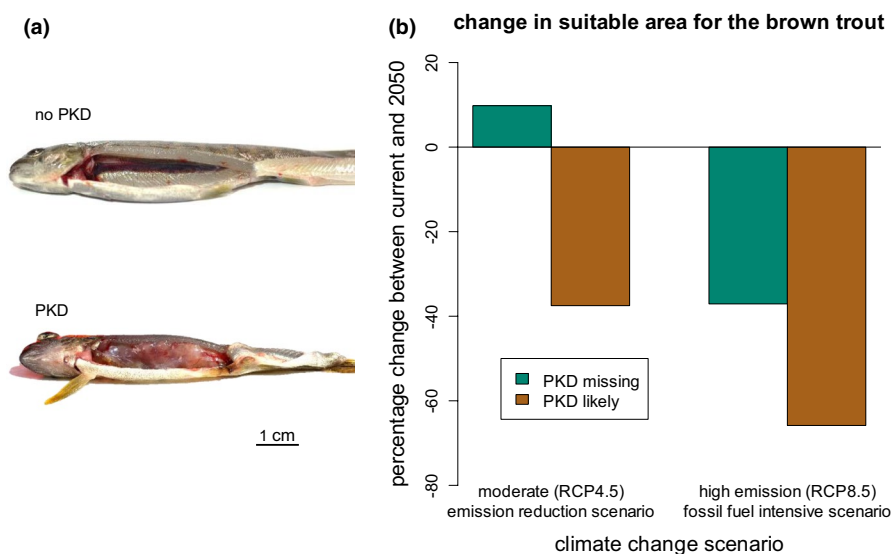 (a)
no PKD
PKD
1 cm
(b)
change in suitable area for the brown trout
percentage change between current and 2050
20
0
-20
-40
-60
-80
PKD missing
PKD likely
moderate (RCP4.5)
emission reduction scenario
high emission (RCP8.5)
fossil fuel intensive scenario
climate change scenario